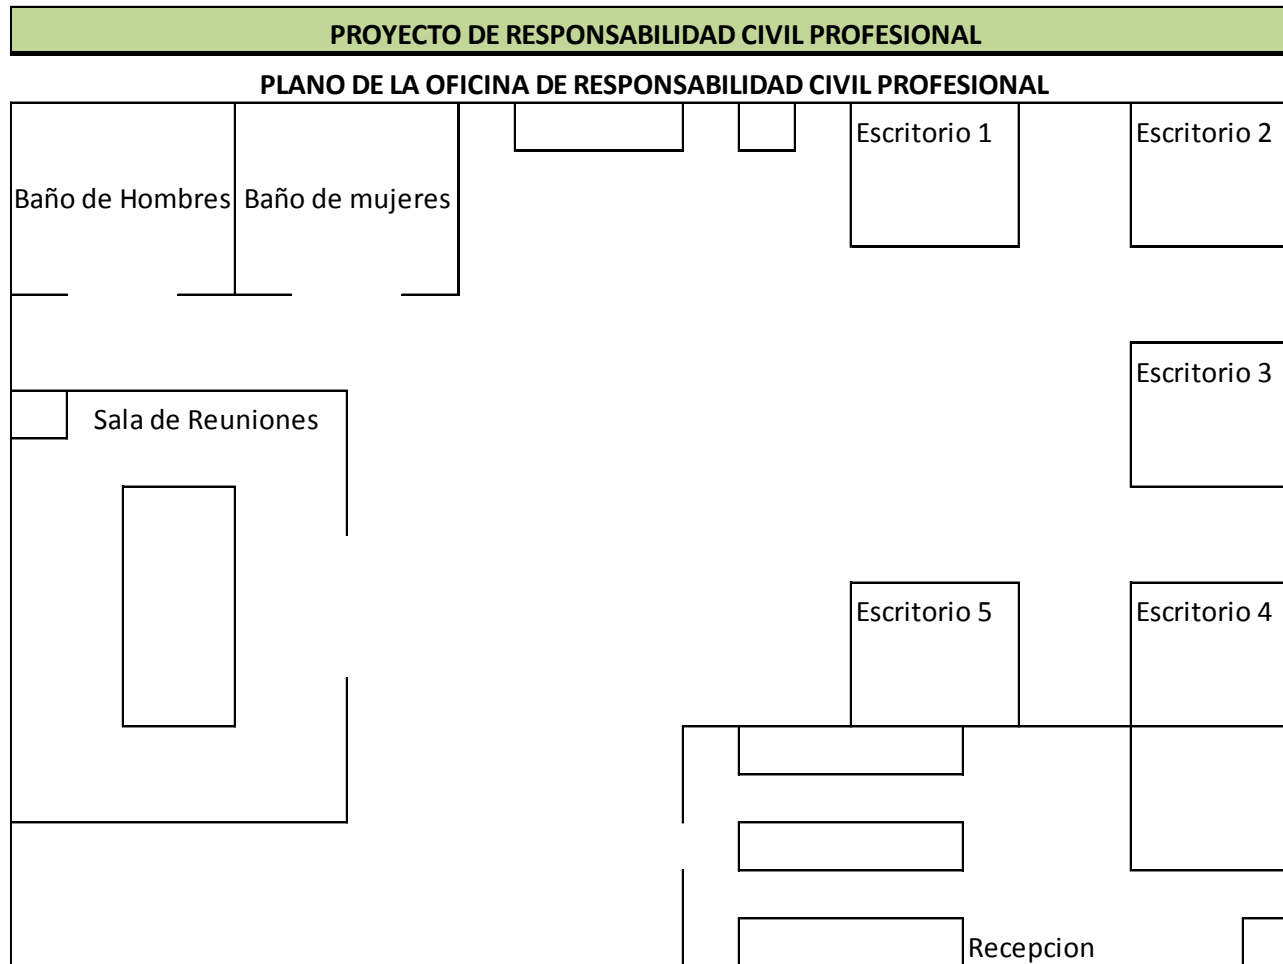 PROYECTO DE RESPONSABILIDAD CIVIL PROFESIONAL
PLANO DE LA OFICINA DE RESPONSABILIDAD CIVIL PROFESIONAL
Escritorio 1
Escritorio 2
Baño de Hombres
Baño de mujeres
Escritorio 3
Sala de Reuniones
Escritorio 5
Escritorio 4
Recepcion